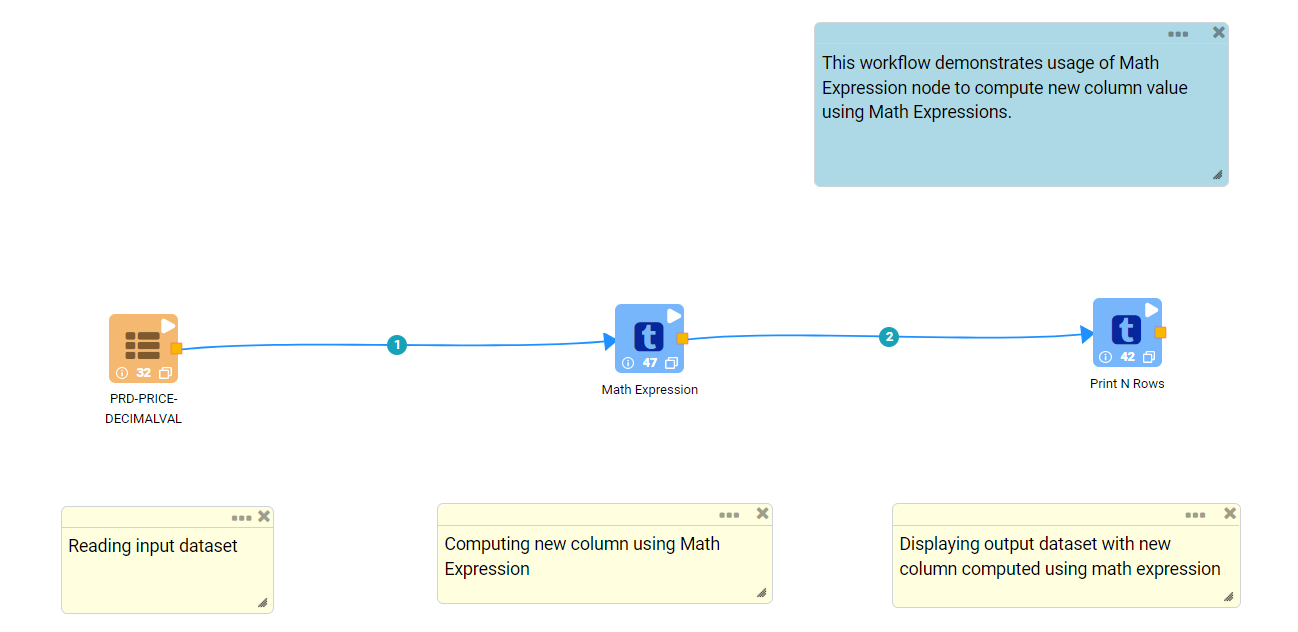 This workflow demonstrates usage of Math
Expression node to compute new column value
using Math Expressions.
1
2
t
t
32
47
42
PRD-PRICE-
DECIMALVAL
Math Expression
Print N Rows
Reading input dataset
Computing new column using Math
Expression
Displaying output dataset with new
column computed using math expression